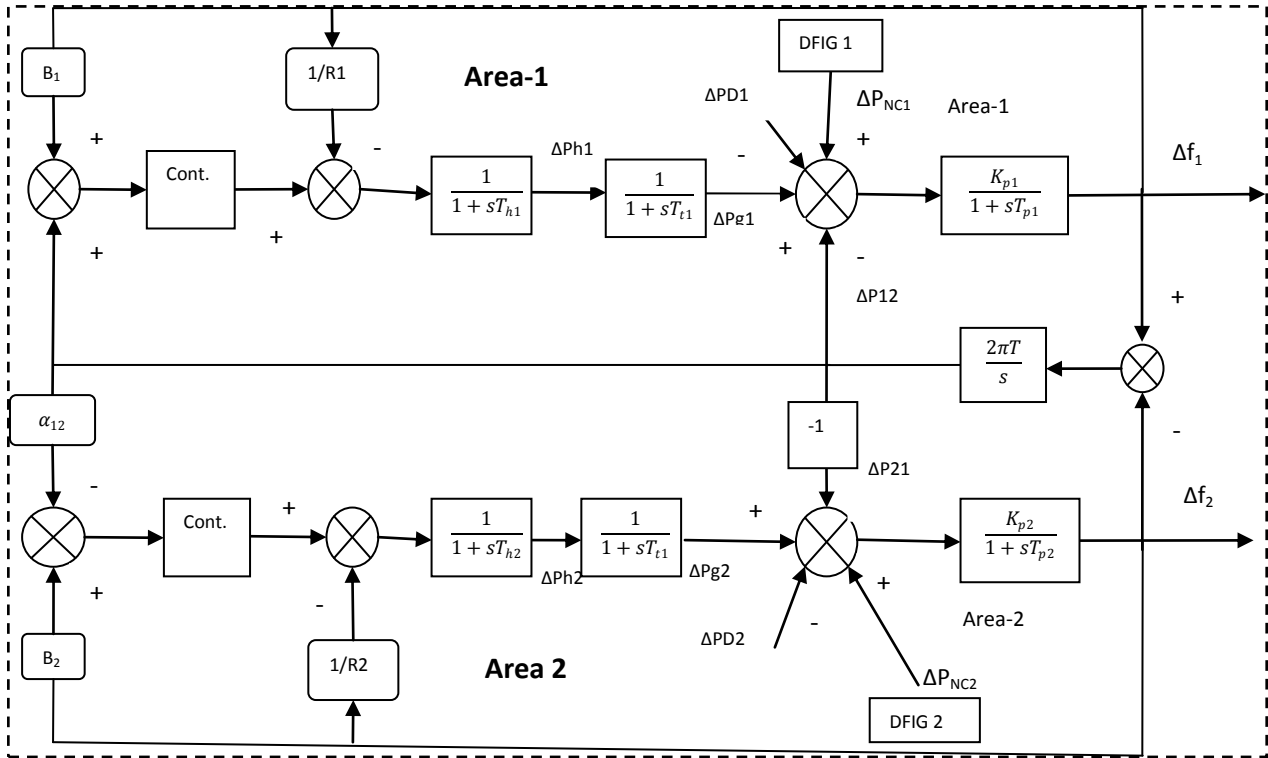 DFIG 1
B₁
1/R1
Area-1
ΔPD1
ΔP_NC1
Area-1
+
-
ΔPh1
-
+
Δf₁
Cont.
1 / (1 + sT_h1)
1 / (1 + sT_t1)
K_p1 / (1 + sT_p1)
ΔPg1
+
+
+
-
ΔP12
+
2πT / s
α₁₂
-1
-
ΔP21
-
Δf₂
Cont.
+
1 / (1 + sT_h2)
1 / (1 + sT_t1)
+
K_p2 / (1 + sT_p2)
ΔPh2
ΔPg2
+
+
-
-
Area-2
ΔPD2
B₂
1/R2
Area 2
ΔP_NC2
DFIG 2